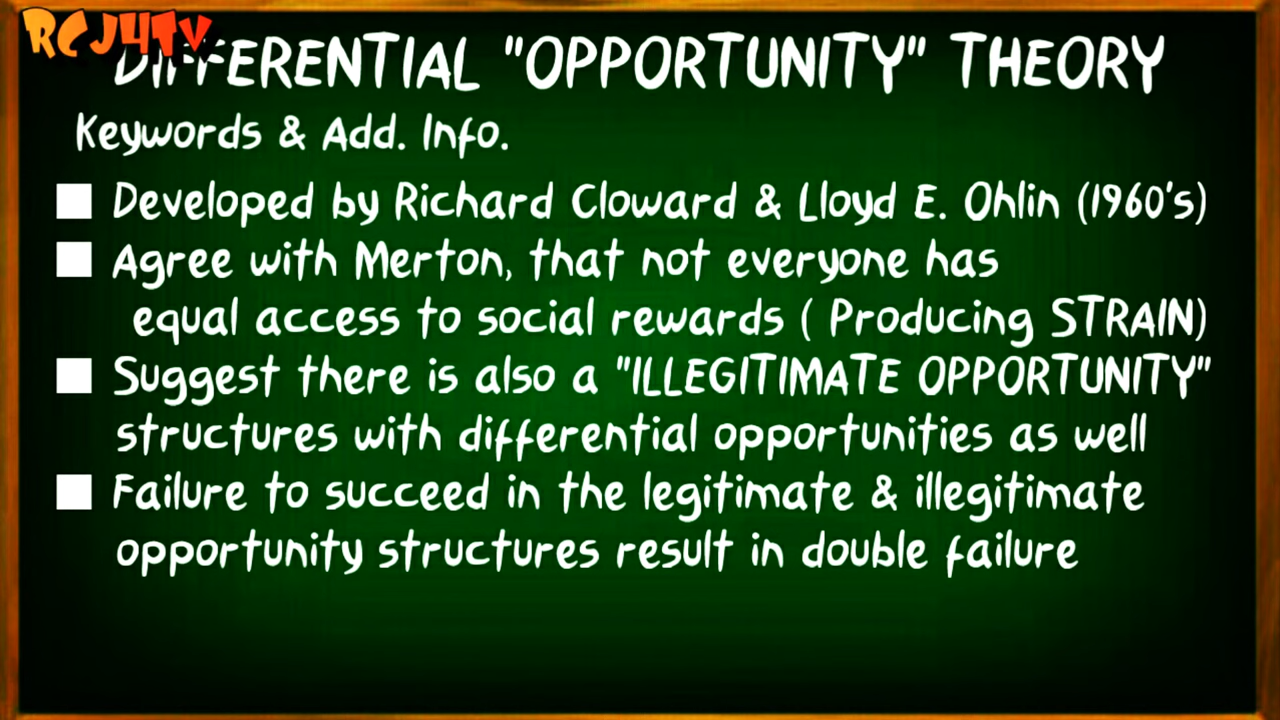 RCJ4TV
DIFFERENTIAL "OPPORTUNITY" THEORY
Keywords & Add. Info.
Developed by Richard Cloward & Lloyd E. Ohlin (1960's)
Agree with Merton, that not everyone has
equal access to social rewards ( Producing STRAIN)
Suggest there is also a "ILLEGITIMATE OPPORTUNITY"
structures with differential opportunities as well
Failure to succeed in the legitimate & illegitimate
opportunity structures result in double failure